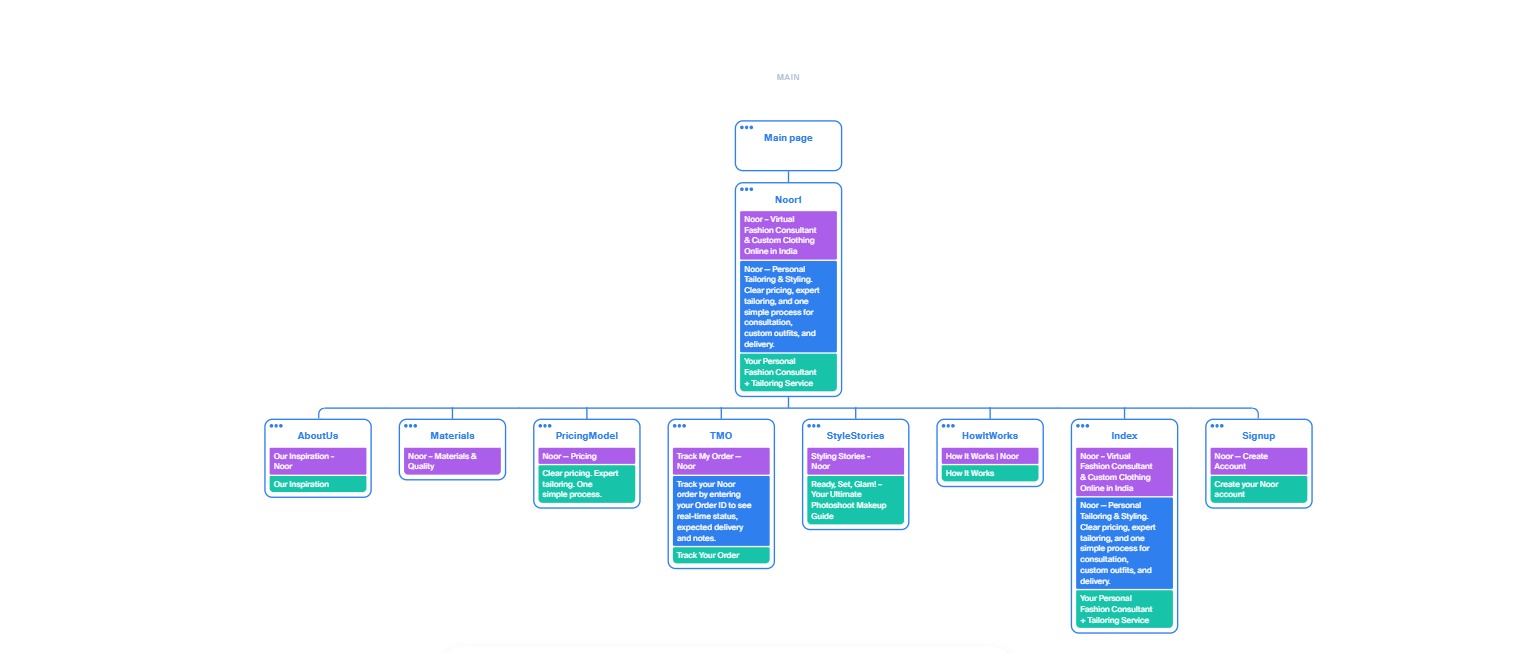 MAIN
Main page
Noor1
Noor – Virtual
Fashion Consultant
& Custom Clothing
Online in India
Noor — Personal
Tailoring & Styling.
Clear pricing, expert
tailoring, and one
simple process for
consultation,
custom outfits, and
delivery.
Your Personal
Fashion Consultant
+ Tailoring Service
AboutUs
Our Inspiration –
Noor
Our Inspiration
Materials
Noor – Materials &
Quality
PricingModel
Noor — Pricing
Clear pricing. Expert
tailoring. One
simple process.
TMO
Track My Order —
Noor
Track your Noor
order by entering
your Order ID to see
real-time status,
expected delivery
and notes.
Track Your Order
StyleStories
Styling Stories –
Noor
Ready, Set, Glam! –
Your Ultimate
Photoshoot Makeup
Guide
HowItWorks
How It Works | Noor
How It Works
Index
Noor – Virtual
Fashion Consultant
& Custom Clothing
Online in India
Noor — Personal
Tailoring & Styling.
Clear pricing, expert
tailoring, and one
simple process for
consultation,
custom outfits, and
delivery.
Your Personal
Fashion Consultant
+ Tailoring Service
Signup
Noor — Create
Account
Create your Noor
account